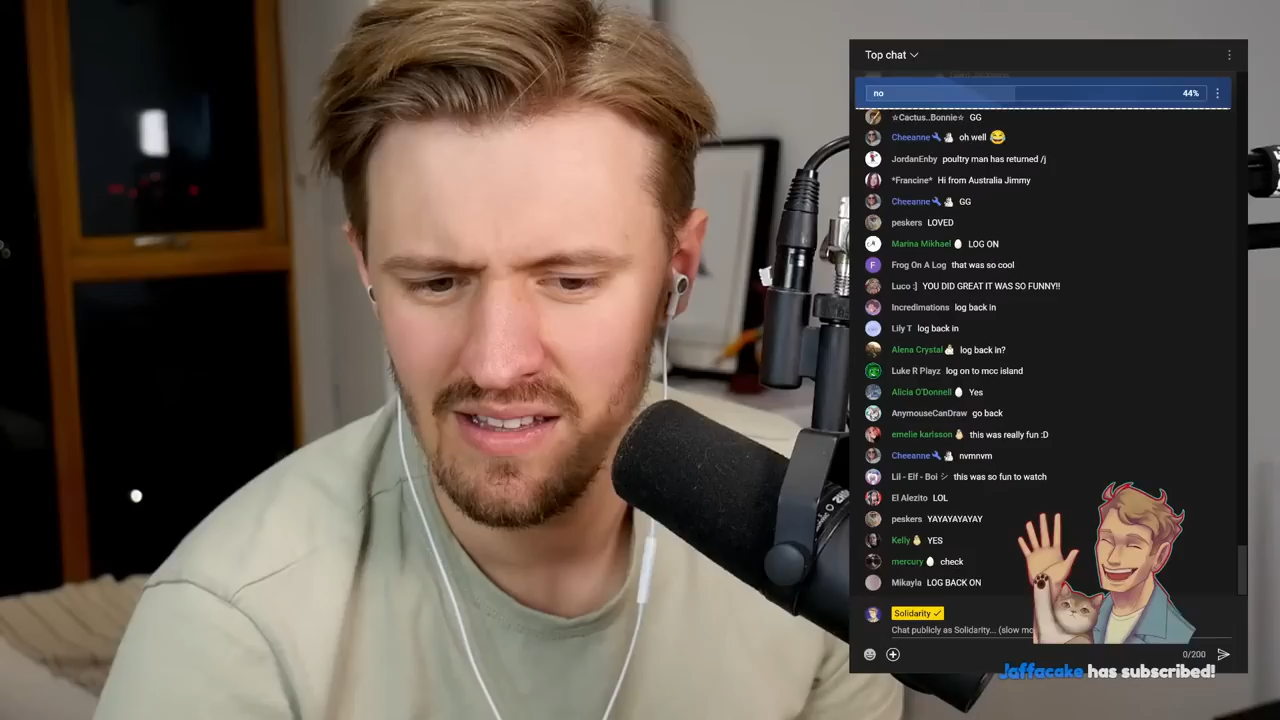 Top chat
no 44%
☆Cactus..Bonnie☆ GG
Cheeanne oh well 😂
JordanEnby poultry man has returned /j
*Francine* Hi from Australia Jimmy
Cheeanne GG
peskers LOVED
Marina Mikhael LOG ON
F Frog On A Log that was so cool
Luco :] YOU DID GREAT IT WAS SO FUNNY!!
Incredimations log back in
Lily T log back in
Alena Crystal log back in?
Luke R Playz log on to mcc island
Alicia O'Donnell Yes
AnymouseCanDraw go back
emelie karlsson this was really fun :D
Cheeanne nvmnvm
Lil - Elf - Boi シ this was so fun to watch
El Alezito LOL
peskers YAYAYAYAYAY
Kelly YES
mercury check
Mikayla LOG BACK ON
Solidarity ✓
Chat publicly as Solidarity... (slow mo
0/200
Jaffacake has subscribed!